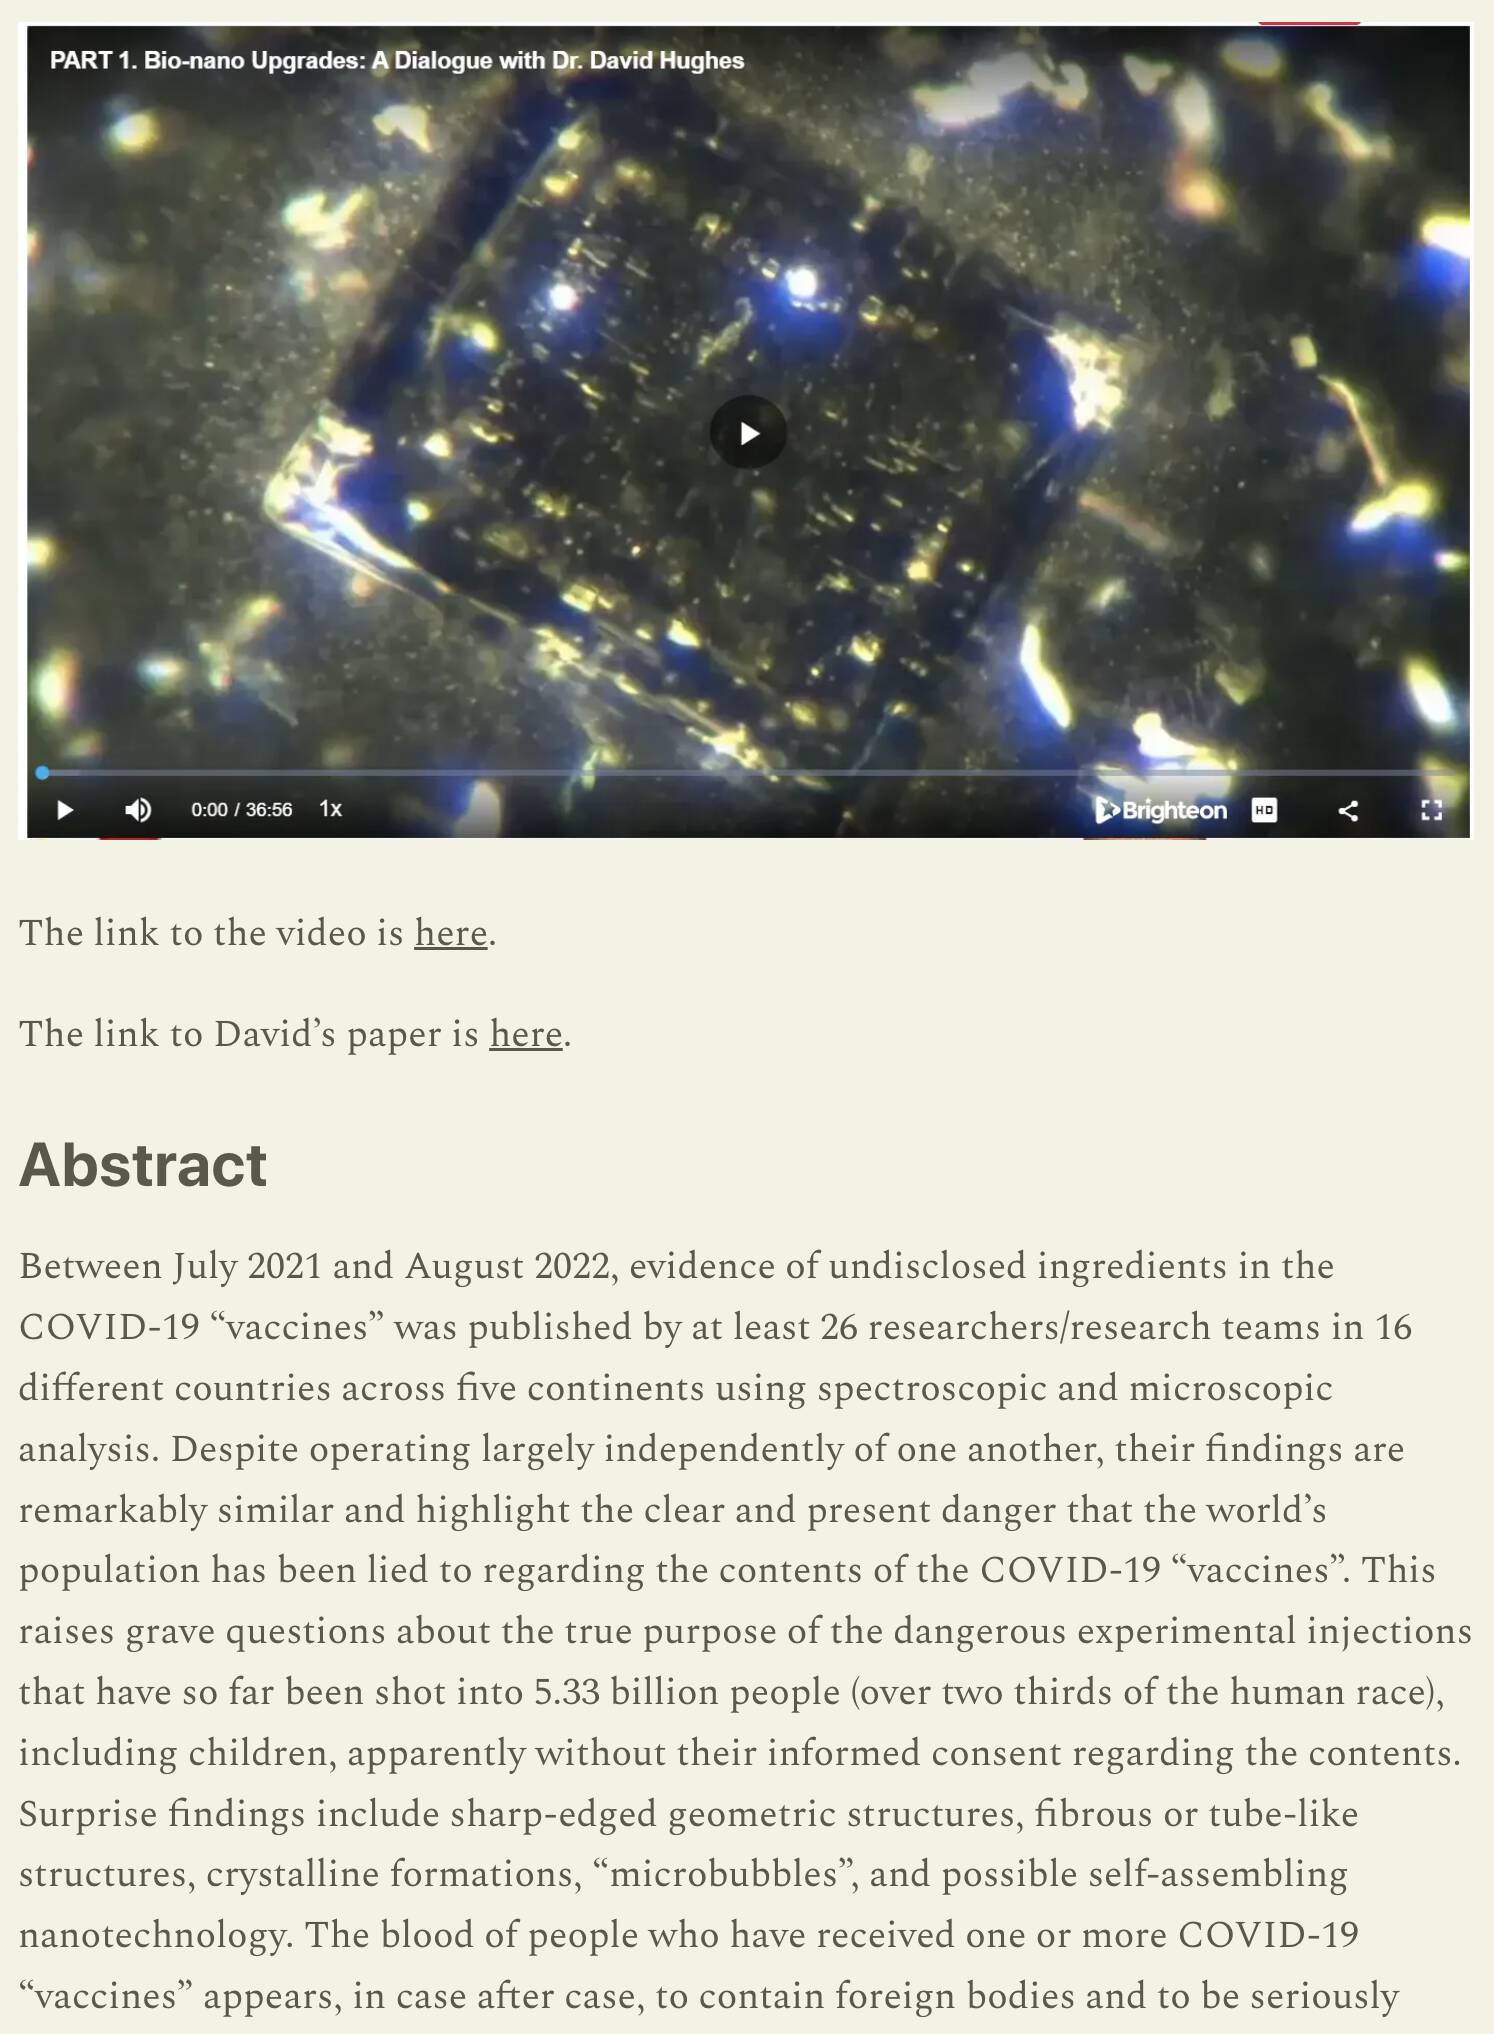 PART 1. Bio-nano Upgrades: A Dialogue with Dr. David Hughes
0:00 / 36:56 1x Brighteon HD
The link to the video is here.
The link to David’s paper is here.
Abstract
Between July 2021 and August 2022, evidence of undisclosed ingredients in the
COVID-19 “vaccines” was published by at least 26 researchers/research teams in 16
different countries across five continents using spectroscopic and microscopic
analysis. Despite operating largely independently of one another, their findings are
remarkably similar and highlight the clear and present danger that the world’s
population has been lied to regarding the contents of the COVID-19 “vaccines”. This
raises grave questions about the true purpose of the dangerous experimental injections
that have so far been shot into 5.33 billion people (over two thirds of the human race),
including children, apparently without their informed consent regarding the contents.
Surprise findings include sharp-edged geometric structures, fibrous or tube-like
structures, crystalline formations, “microbubbles”, and possible self-assembling
nanotechnology. The blood of people who have received one or more COVID-19
“vaccines” appears, in case after case, to contain foreign bodies and to be seriously